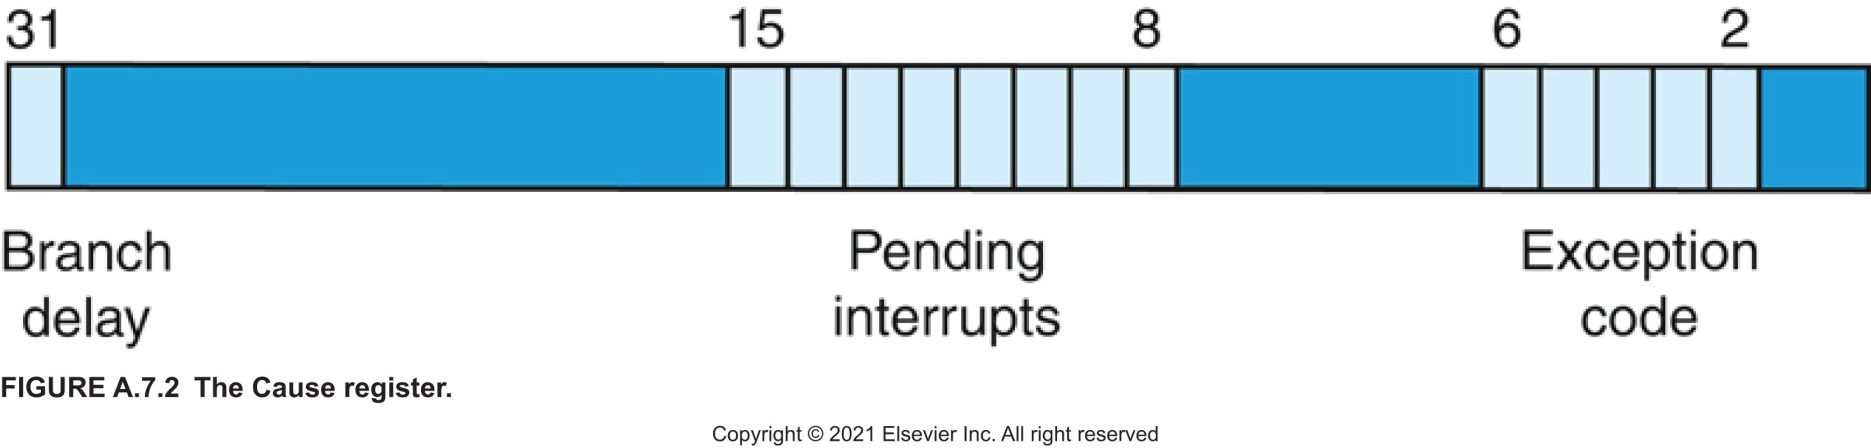 31 15 8 6 2
Branch
delay
Pending
interrupts
Exception
code
FIGURE A.7.2 The Cause register.
Copyright © 2021 Elsevier Inc. All right reserved